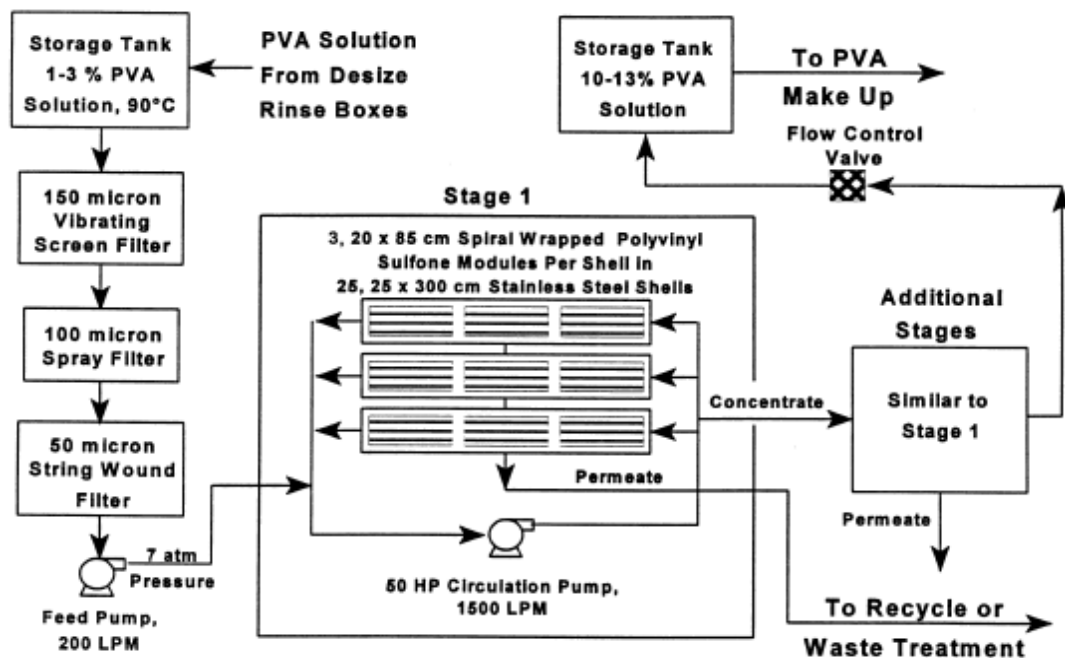 Storage Tank
1-3 % PVA
Solution, 90°C
PVA Solution
From Desize
Rinse Boxes
150 micron
Vibrating
Screen Filter
100 micron
Spray Filter
50 micron
String Wound
Filter
7 atm
Pressure
Feed Pump,
200 LPM
Stage 1
3, 20 x 85 cm Spiral Wrapped Polyvinyl
Sulfone Modules Per Shell in
25, 25 x 300 cm Stainless Steel Shells
Permeate
50 HP Circulation Pump,
1500 LPM
Concentrate
Additional
Stages
Similar to
Stage 1
Permeate
To Recycle or
Waste Treatment
Flow Control
Valve
Storage Tank
10-13% PVA
Solution
To PVA
Make Up